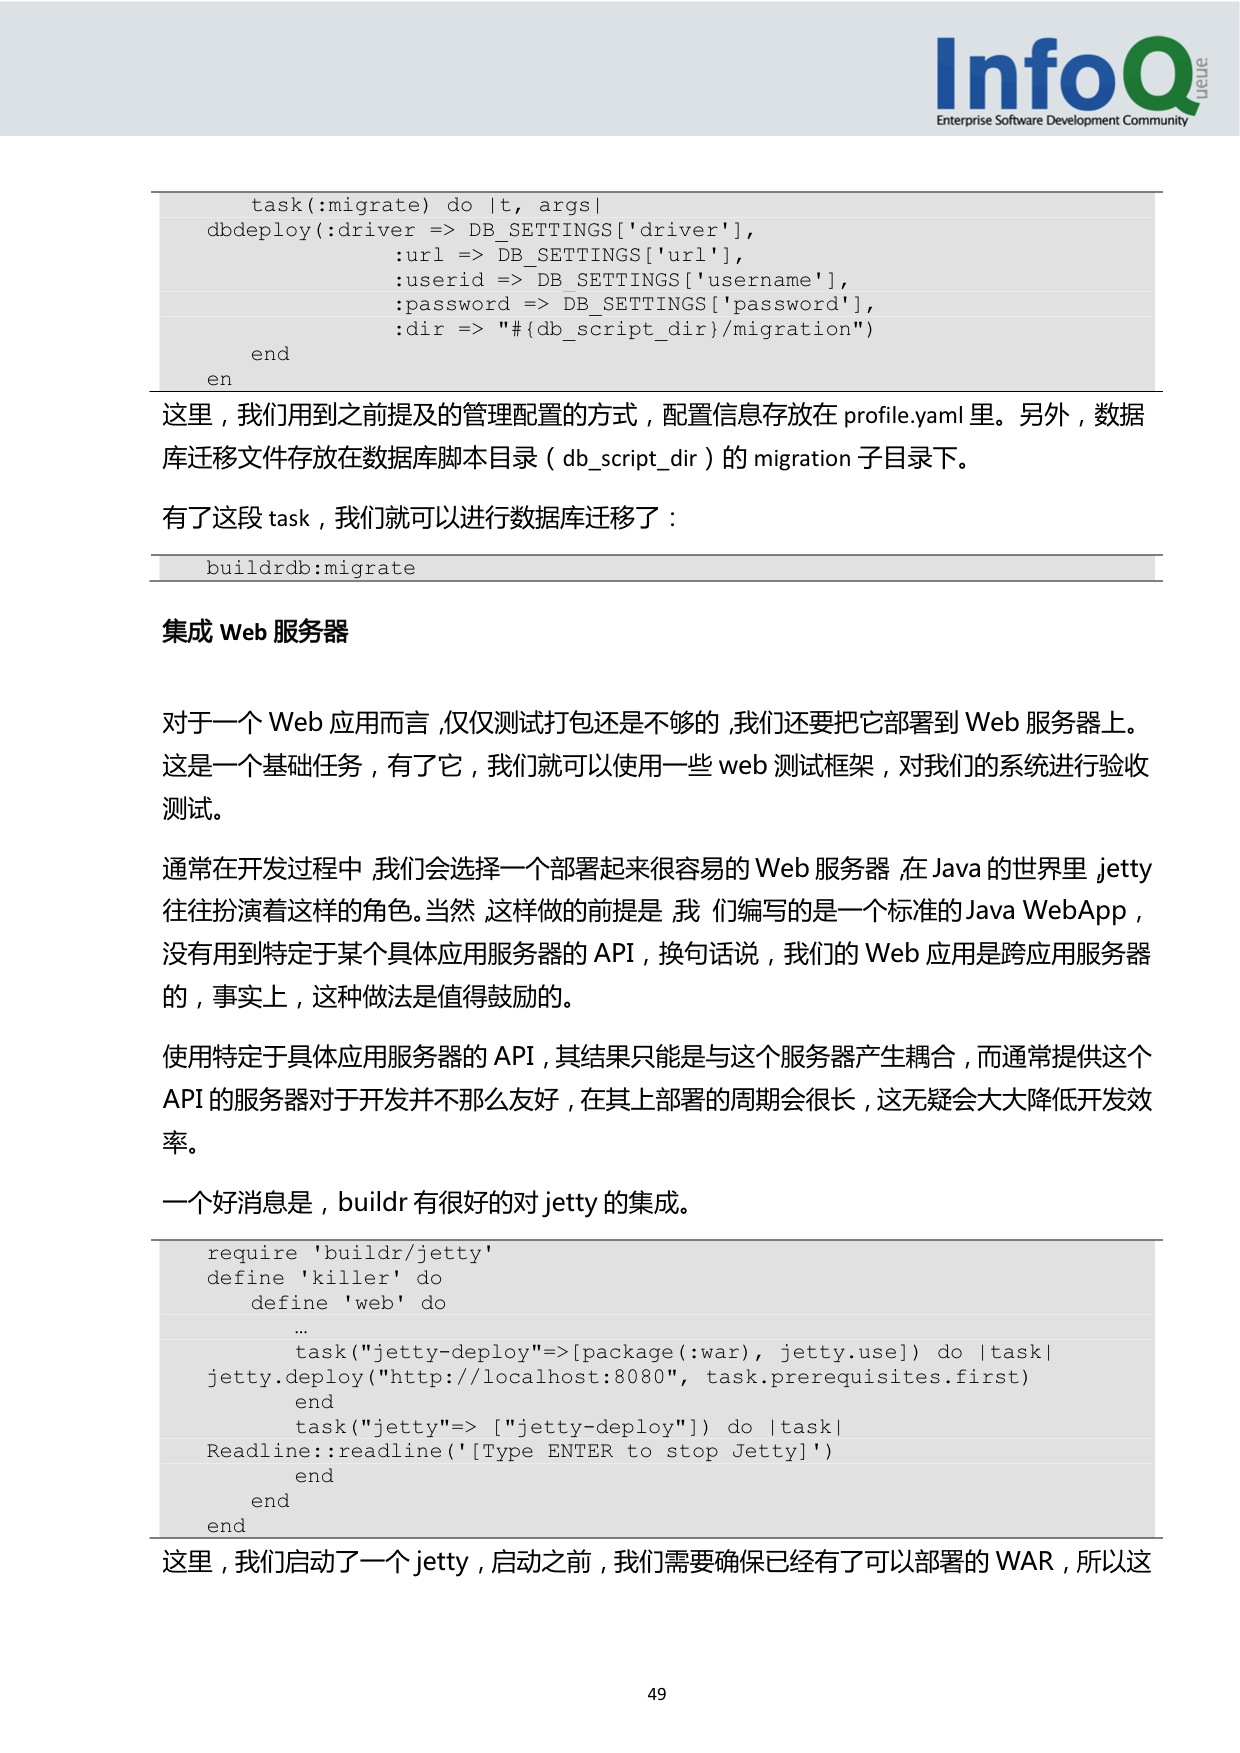 InfoQueue
Enterprise Software Development Community
task(:migrate) do |t, args|
dbdeploy(:driver => DB_SETTINGS['driver'],
:url => DB_SETTINGS['url'],
:userid => DB_SETTINGS['username'],
:password => DB_SETTINGS['password'],
:dir => "#{db_script_dir}/migration")
end
en
这里，我们用到之前提及的管理配置的方式，配置信息存放在 profile.yaml 里。另外，数据
库迁移文件存放在数据库脚本目录（db_script_dir）的 migration 子目录下。
有了这段 task，我们就可以进行数据库迁移了：
buildrdb:migrate
集成 Web 服务器
对于一个 Web 应用而言，仅仅测试打包还是不够的，我们还要把它部署到 Web 服务器上。
这是一个基础任务，有了它，我们就可以使用一些 web 测试框架，对我们的系统进行验收
测试。
通常在开发过程中，我们会选择一个部署起来很容易的 Web 服务器，在 Java 的世界里，jetty
往往扮演着这样的角色。当然，这样做的前提是，我 们编写的是一个标准的 Java WebApp，
没有用到特定于某个具体应用服务器的 API，换句话说，我们的 Web 应用是跨应用服务器
的，事实上，这种做法是值得鼓励的。
使用特定于具体应用服务器的 API，其结果只能是与这个服务器产生耦合，而通常提供这个
API 的服务器对于开发并不那么友好，在其上部署的周期会很长，这无疑会大大降低开发效
率。
一个好消息是，buildr 有很好的对 jetty 的集成。
require 'buildr/jetty'
define 'killer' do
define 'web' do
…
task("jetty-deploy"=>[package(:war), jetty.use]) do |task|
jetty.deploy("http://localhost:8080", task.prerequisites.first)
end
task("jetty"=> ["jetty-deploy"]) do |task|
Readline::readline('[Type ENTER to stop Jetty]')
end
end
end
这里，我们启动了一个 jetty，启动之前，我们需要确保已经有了可以部署的 WAR，所以这
49